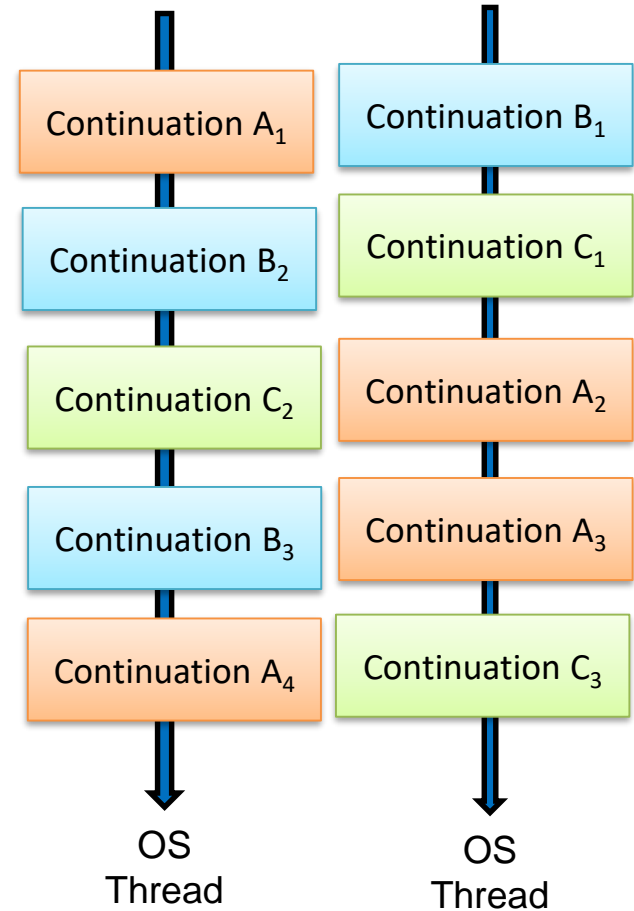 Continuation A₁
Continuation B₂
Continuation C₂
Continuation B₃
Continuation A₄
OS
Thread
Continuation B₁
Continuation C₁
Continuation A₂
Continuation A₃
Continuation C₃
OS
Thread